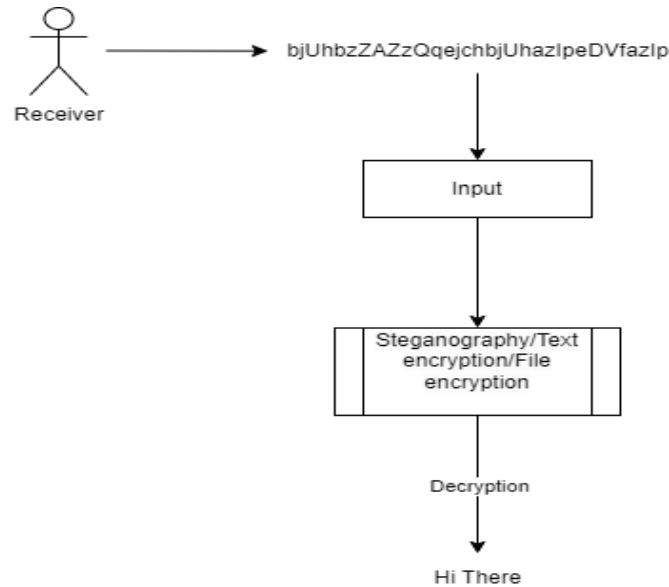 bjUhbzZAZzQqejchbjUhazIpeDVfazIp
Receiver
Input
Steganography/Text
encryption/File
encryption
Decryption
Hi There